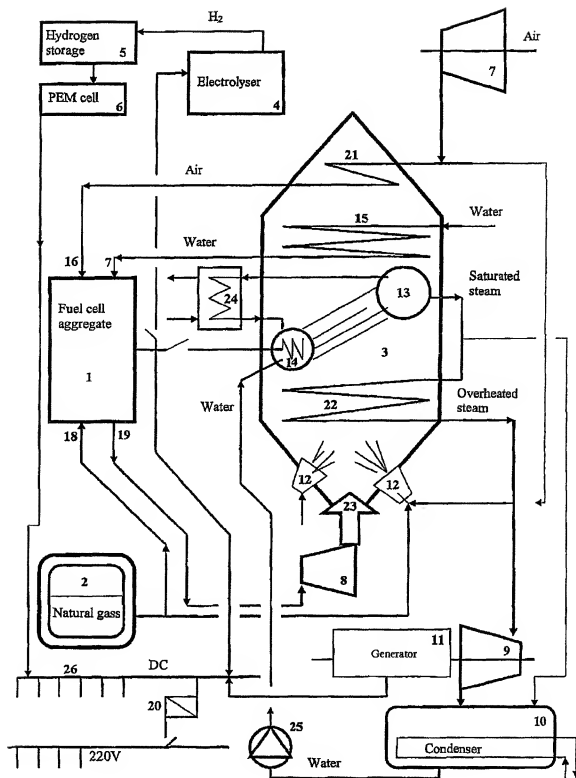 H2
Hydrogen
storage 5
PEM cell
6
Electrolyser
4
Air
7
21
Air
15
Water
Water
16 7
24
13
Saturated
steam
Fuel cell
aggregate
1
14
3
Water
22
Overheated
steam
18 19
12
12
23
2
Natural gass
8
26
DC
11
Generator
9
20
10
25
Condenser
220V
Water